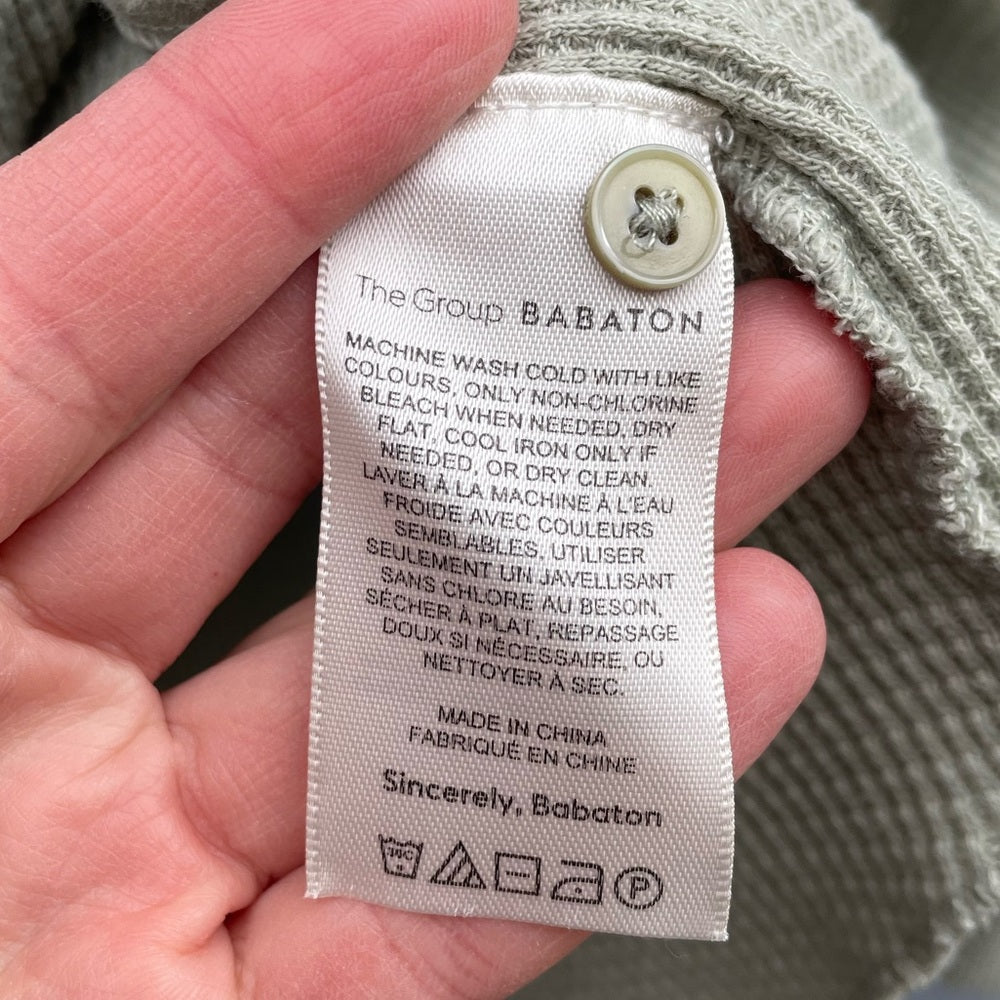 The Group BABATON
MACHINE WASH COLD WITH LIKE
COLOURS, ONLY NON-CHLORINE
BLEACH WHEN NEEDED, DRY
FLAT, COOL IRON ONLY IF
NEEDED, OR DRY CLEAN.
LAVER À LA MACHINE À L'EAU
FROIDE AVEC COULEURS
SEMBLABLES, UTILISER
SEULEMENT UN JAVELLISANT
SANS CHLORE AU BESOIN,
SÉCHER À PLAT, REPASSAGE
DOUX SI NÉCESSAIRE, OU
NETTOYER À SEC.
MADE IN CHINA
FABRIQUÉ EN CHINE
Sincerely, Babaton
30C P